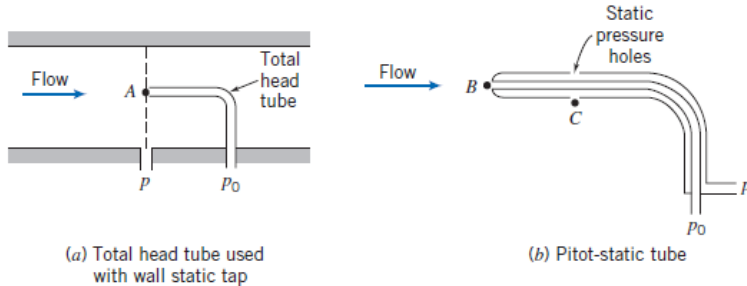 Flow
A
Total
head
tube
p
p0
(a) Total head tube used
with wall static tap
Static
pressure
holes
Flow
B
C
p0
(b) Pitot-static tube